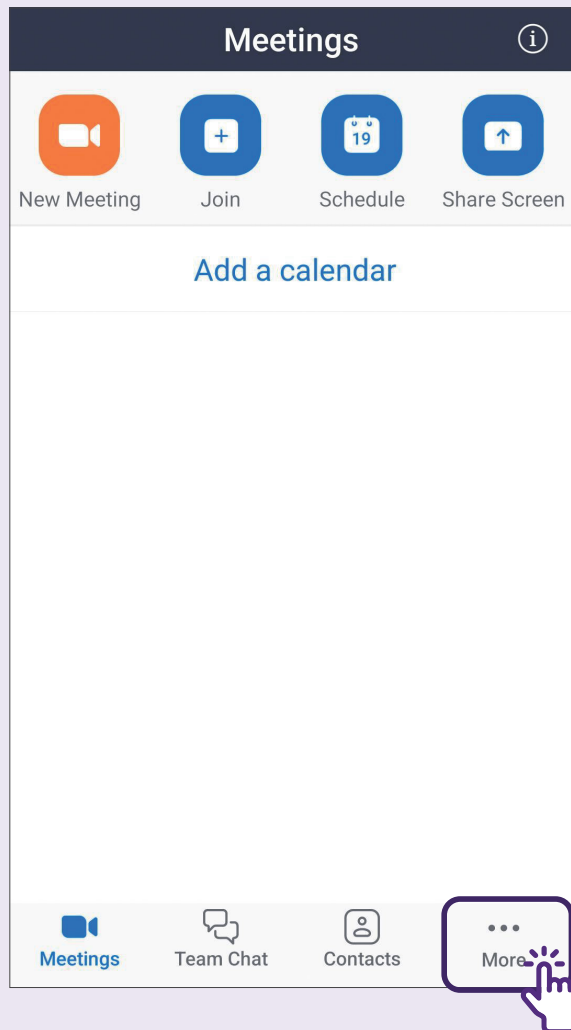 Meetings
New Meeting Join Schedule Share Screen
19
Add a calendar
Meetings Team Chat Contacts More